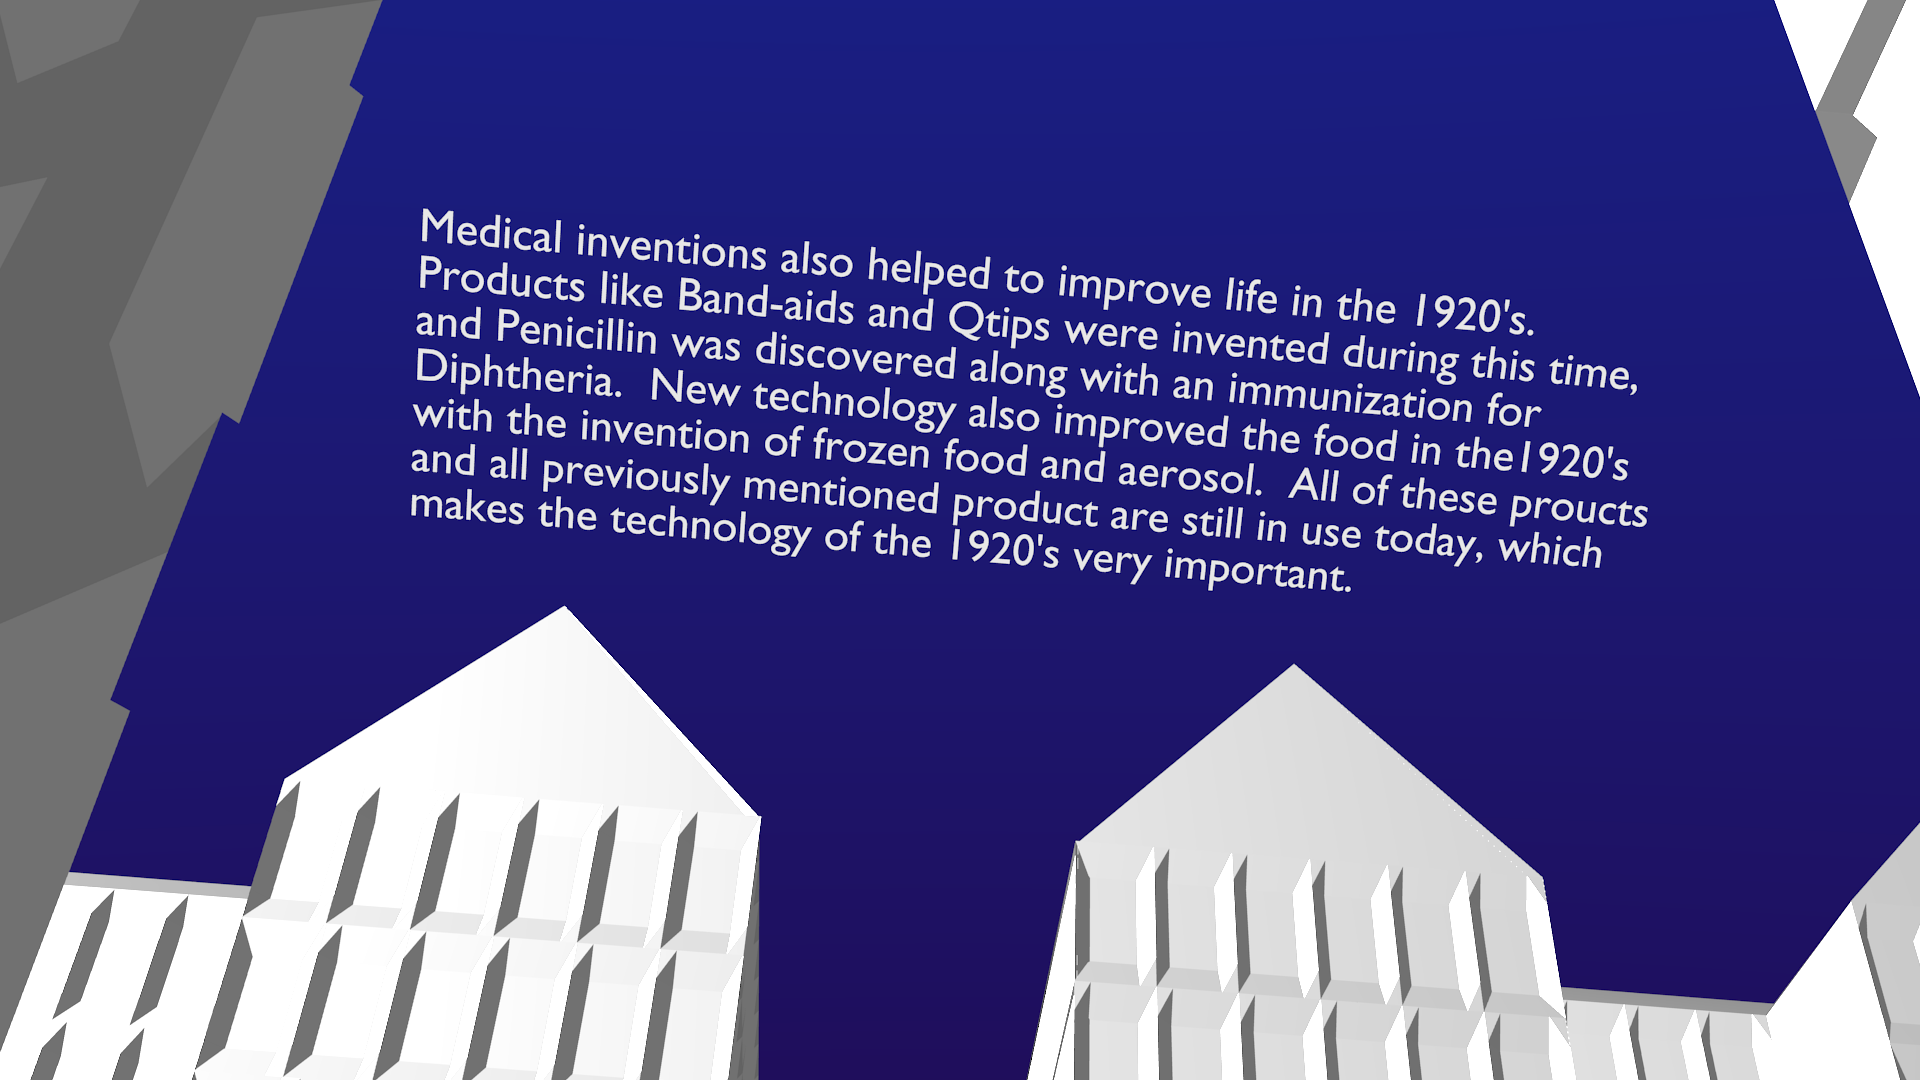 Medical inventions also helped to improve life in the 1920's.
Products like Band-aids and Qtips were invented during this time,
and Penicillin was discovered along with an immunization for
Diphtheria.  New technology also improved the food in the1920's
with the invention of frozen food and aerosol.  All of these proucts
and all previously mentioned product are still in use today, which
makes the technology of the 1920's very important.